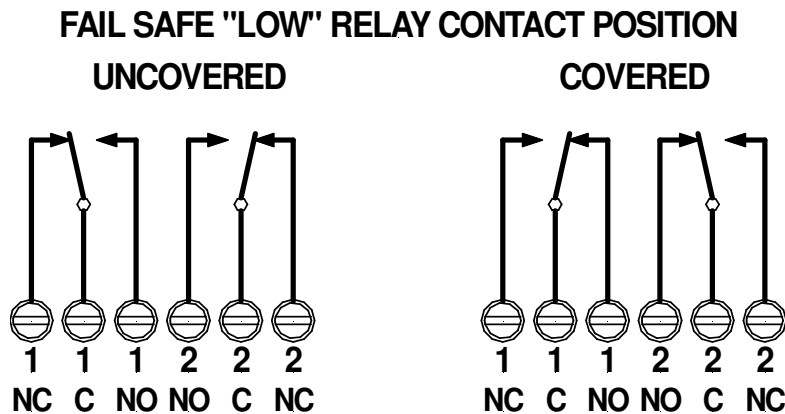 FAIL SAFE "LOW" RELAY CONTACT POSITION
UNCOVERED COVERED
1 1 1 2 2 2 1 1 1 2 2 2
NC C NO NO C NC NC C NO NO C NC